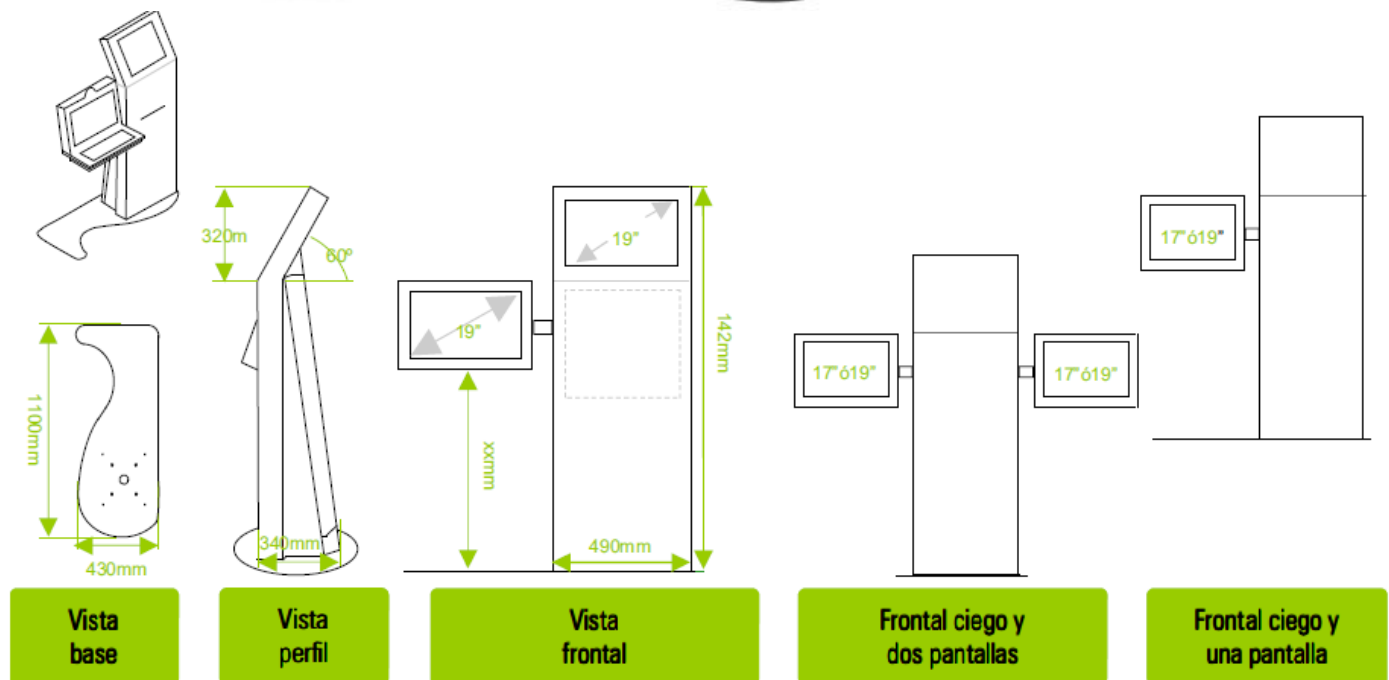 320m
60º
340mm
1100mm
430mm
19"
19"
142mm
xxmm
490mm
17"ó19"
17"ó19"
17"ó19"
Vista
base
Vista
perfil
Vista
frontal
Frontal ciego y
dos pantallas
Frontal ciego y
una pantalla